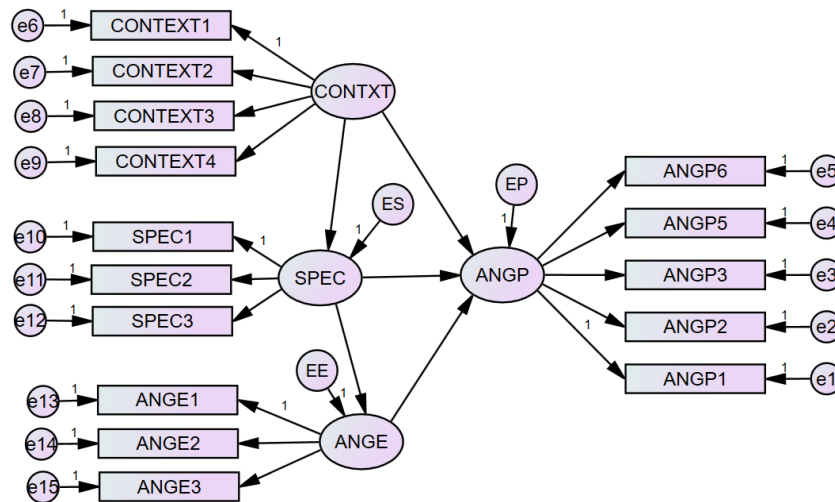 e6 1 CONTEXT1
e7 1 CONTEXT2
e8 1 CONTEXT3
e9 1 CONTEXT4
1
CONTXT
e10 1 SPEC1
e11 1 SPEC2
e12 1 SPEC3
1
SPEC
ES
1
e13 1 ANGE1
e14 1 ANGE2
e15 1 ANGE3
1
ANGE
EE
1
EP
1
ANGP
1
ANGP6 1 e5
ANGP5 1 e4
ANGP3 1 e3
ANGP2 1 e2
ANGP1 1 e1